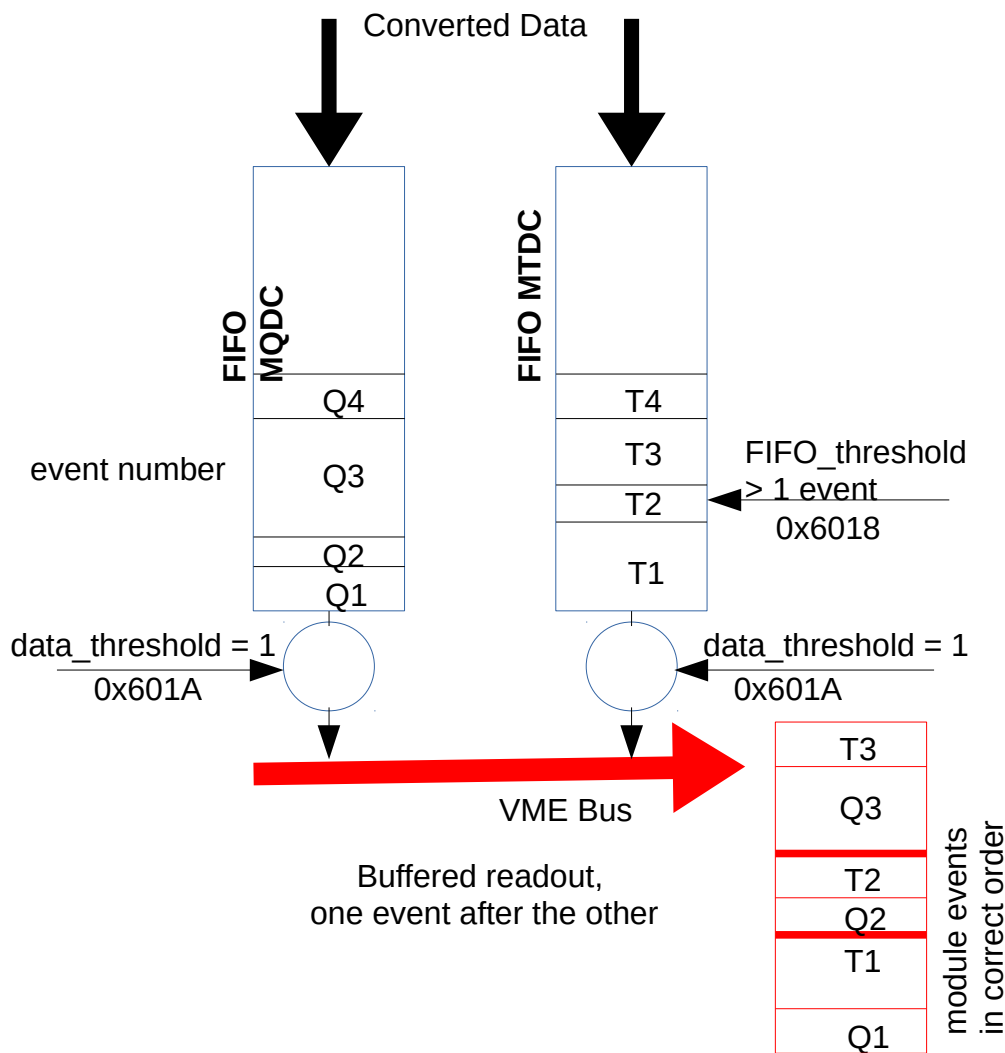 Converted Data
FIFO
MQDC
FIFO MTDC
Q4
Q3
Q2
Q1
T4
T3
T2
T1
event number
FIFO_threshold
> 1 event
0x6018
data_threshold = 1
0x601A
data_threshold = 1
0x601A
VME Bus
Buffered readout,
one event after the other
T3
Q3
T2
Q2
T1
Q1
module events
in correct order